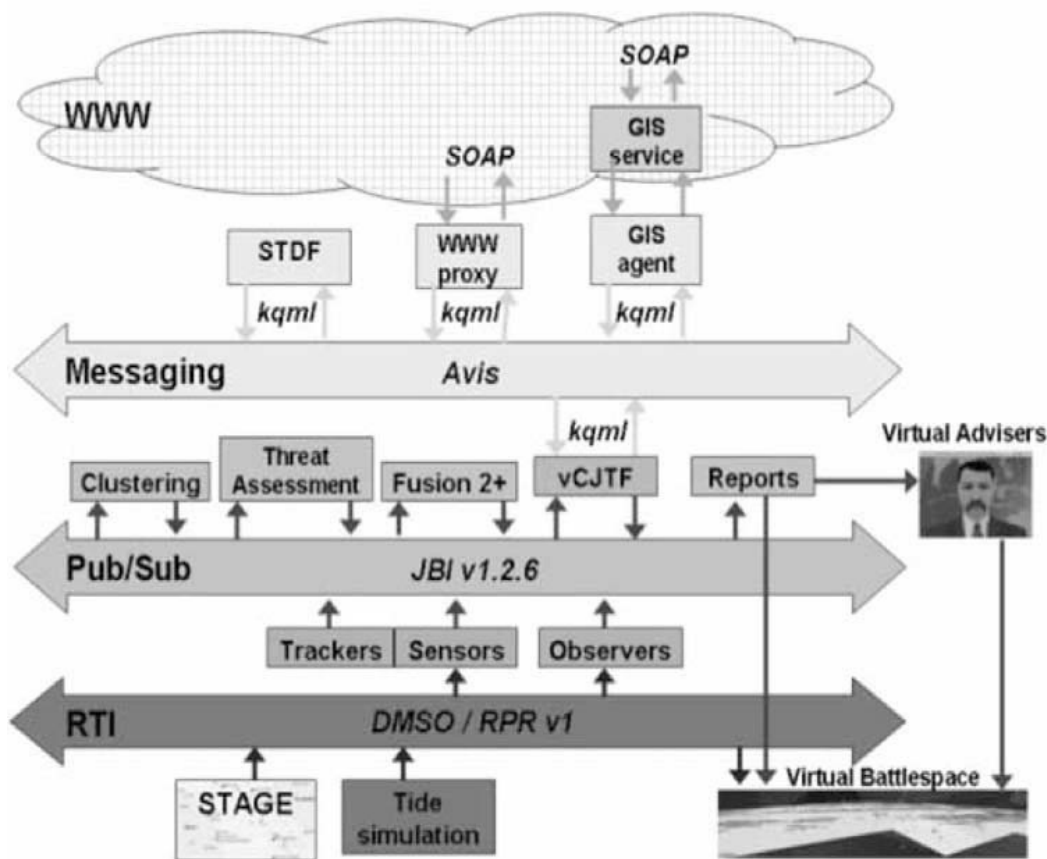 SOAP
WWW
GIS
service
SOAP
STDF
WWW
proxy
GIS
agent
kqml
kqml
kqml
Messaging
Avis
kqml
Virtual Advisers
Clustering
Threat
Assessment
Fusion 2+
vCJTF
Reports
Pub/Sub
JBI v1.2.6
Trackers
Sensors
Observers
RTI
DMSO / RPR v1
Virtual Battlespace
STAGE
Tide
simulation